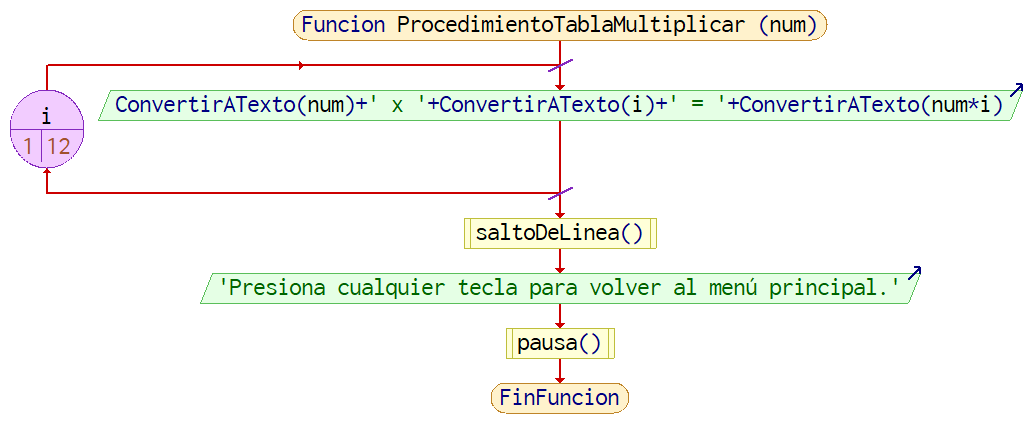 Funcion ProcedimientoTablaMultiplicar (num)
ConvertirATexto(num)+' x '+ConvertirATexto(i)+' = '+ConvertirATexto(num*i)
i
1 12
saltoDeLinea()
'Presiona cualquier tecla para volver al menú principal.'
pausa()
FinFuncion